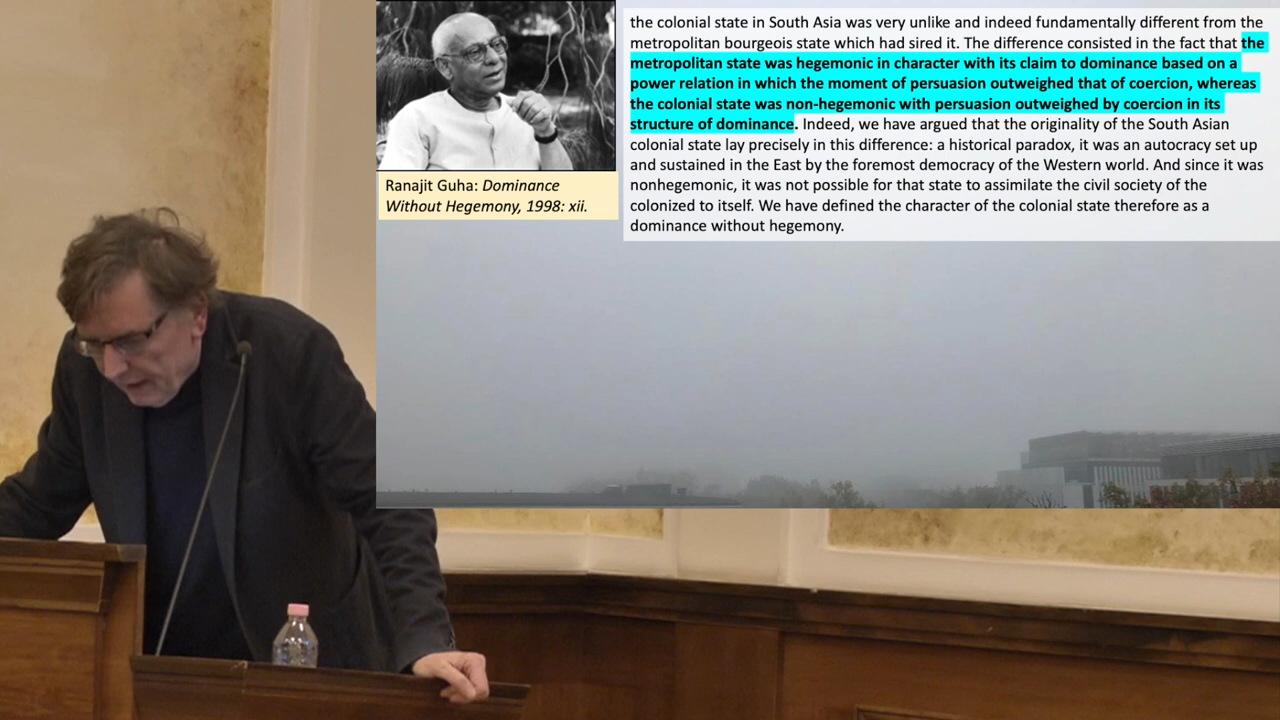 the colonial state in South Asia was very unlike and indeed fundamentally different from the
metropolitan bourgeois state which had sired it. The difference consisted in the fact that the
metropolitan state was hegemonic in character with its claim to dominance based on a
power relation in which the moment of persuasion outweighed that of coercion, whereas
the colonial state was non-hegemonic with persuasion outweighed by coercion in its
structure of dominance. Indeed, we have argued that the originality of the South Asian
colonial state lay precisely in this difference: a historical paradox, it was an autocracy set up
and sustained in the East by the foremost democracy of the Western world. And since it was
nonhegemonic, it was not possible for that state to assimilate the civil society of the
colonized to itself. We have defined the character of the colonial state therefore as a
dominance without hegemony.
Ranajit Guha: Dominance
Without Hegemony, 1998: xii.